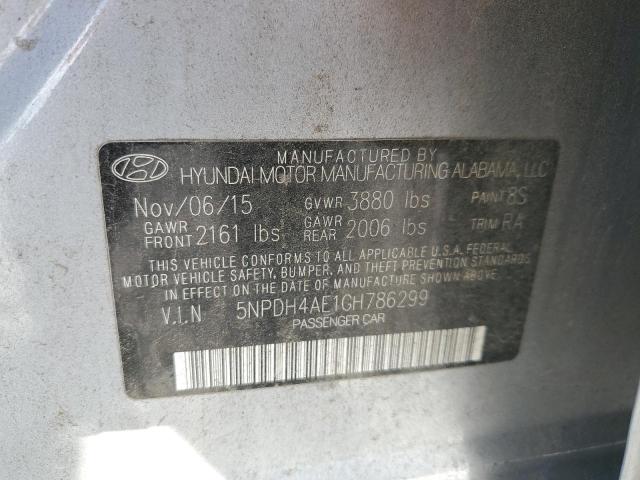 MANUFACTURED BY
HYUNDAI MOTOR MANUFACTURING ALABAMA, LLC
Nov/06/15 GVWR 3880 lbs PAINT 8S
GAWR FRONT 2161 lbs GAWR REAR 2006 lbs TRIM RA
THIS VEHICLE CONFORMS TO ALL APPLICABLE U.S.A. FEDERAL
MOTOR VEHICLE SAFETY, BUMPER, AND THEFT PREVENTION STANDARDS
IN EFFECT ON THE DATE OF MANUFACTURE SHOWN ABOVE.
V.I.N 5NPDH4AE1GH786299
PASSENGER CAR